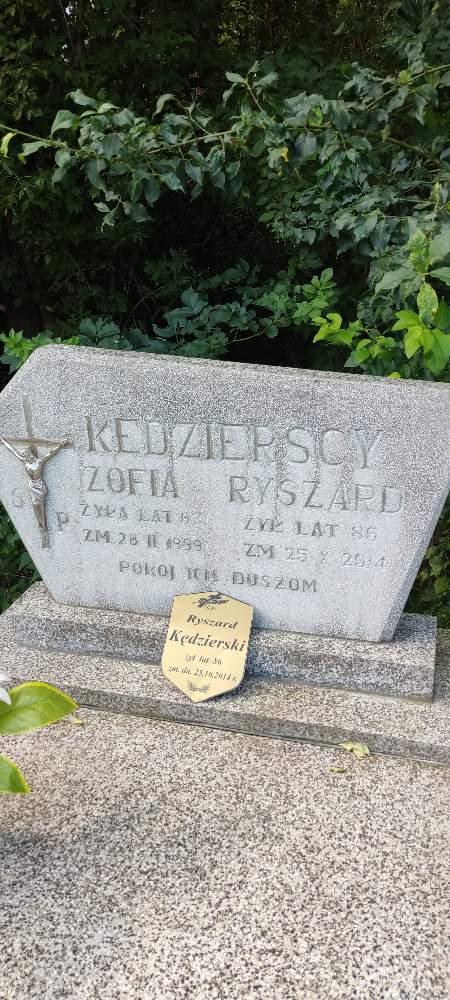 KĘDZIERSCY
ZOFIA RYSZARD
Ś P
ŻYŁA LAT ŻYŁ LAT 86
ZM 28 II 1999 ZM 25 X 2014
POKÓJ ICH DUSZOM
Ś.P.
Ryszard
Kędzierski
żył lat 86
zm. dn. 25.10.2014 r.